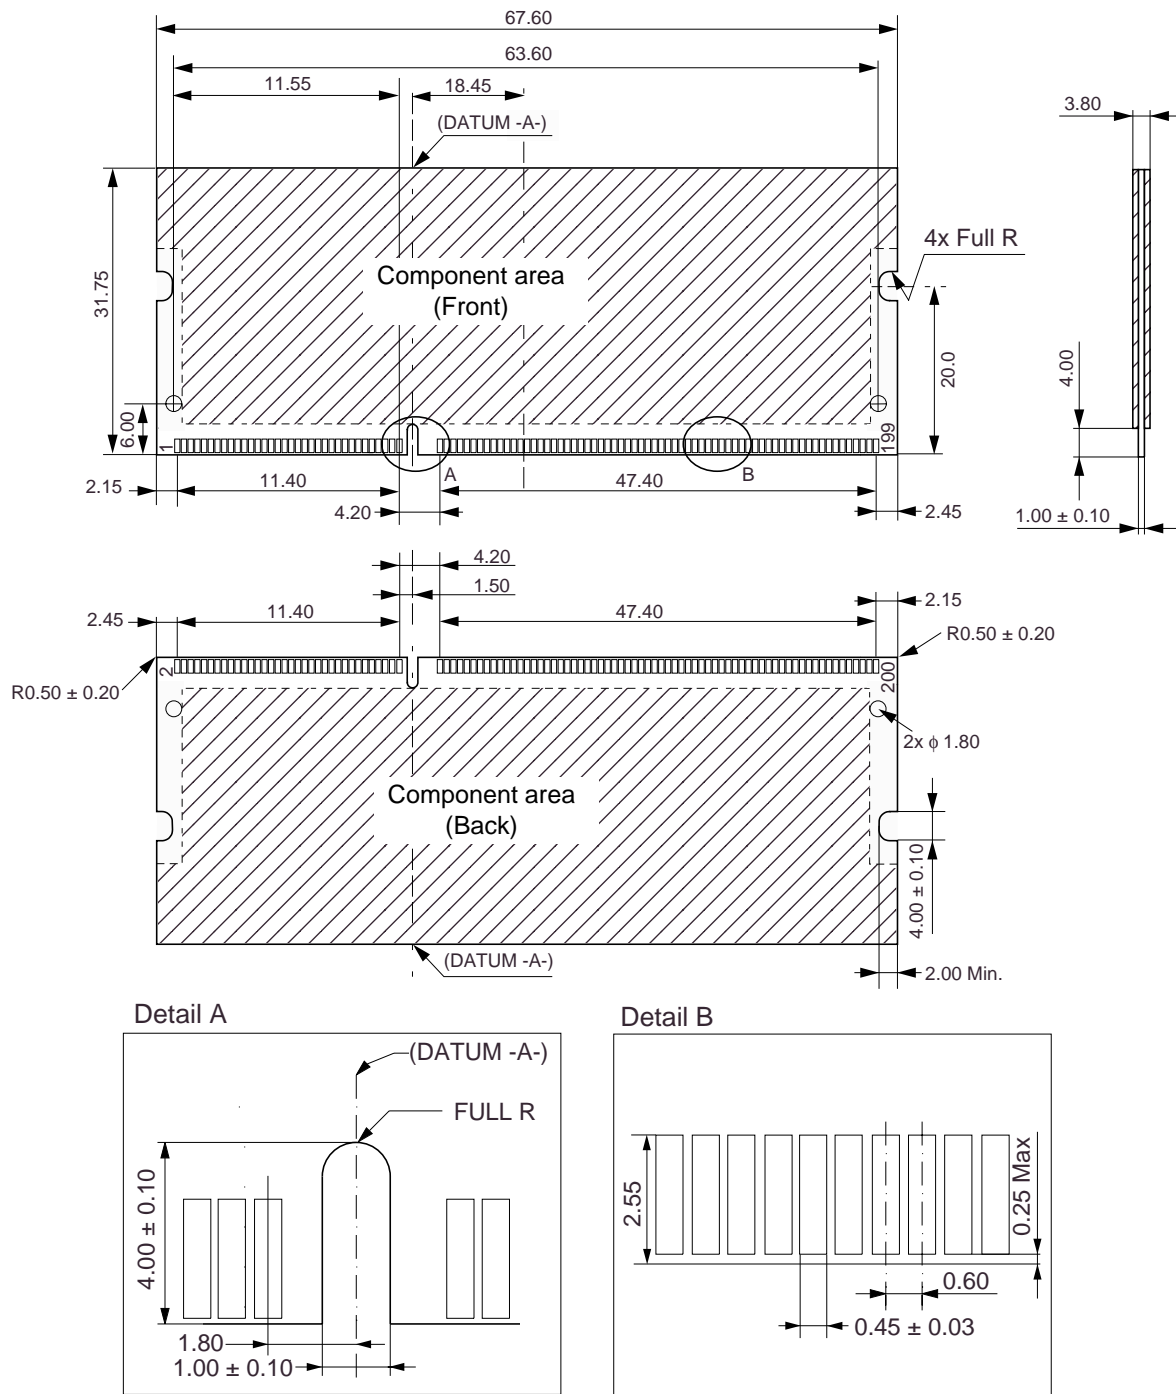 67.60
63.60
11.55
18.45
(DATUM -A-)
3.80
4x Full R
Component area
(Front)
31.75
20.0
4.00
6.00
1
199
A
B
2.15
11.40
47.40
2.45
4.20
1.00 ± 0.10
4.20
1.50
2.45
11.40
47.40
2.15
R0.50 ± 0.20
R0.50 ± 0.20
2
200
2x ϕ 1.80
Component area
(Back)
4.00 ± 0.10
(DATUM -A-)
2.00 Min.
Detail A
(DATUM -A-)
FULL R
4.00 ± 0.10
1.80
1.00 ± 0.10
Detail B
2.55
0.25 Max
0.60
0.45 ± 0.03